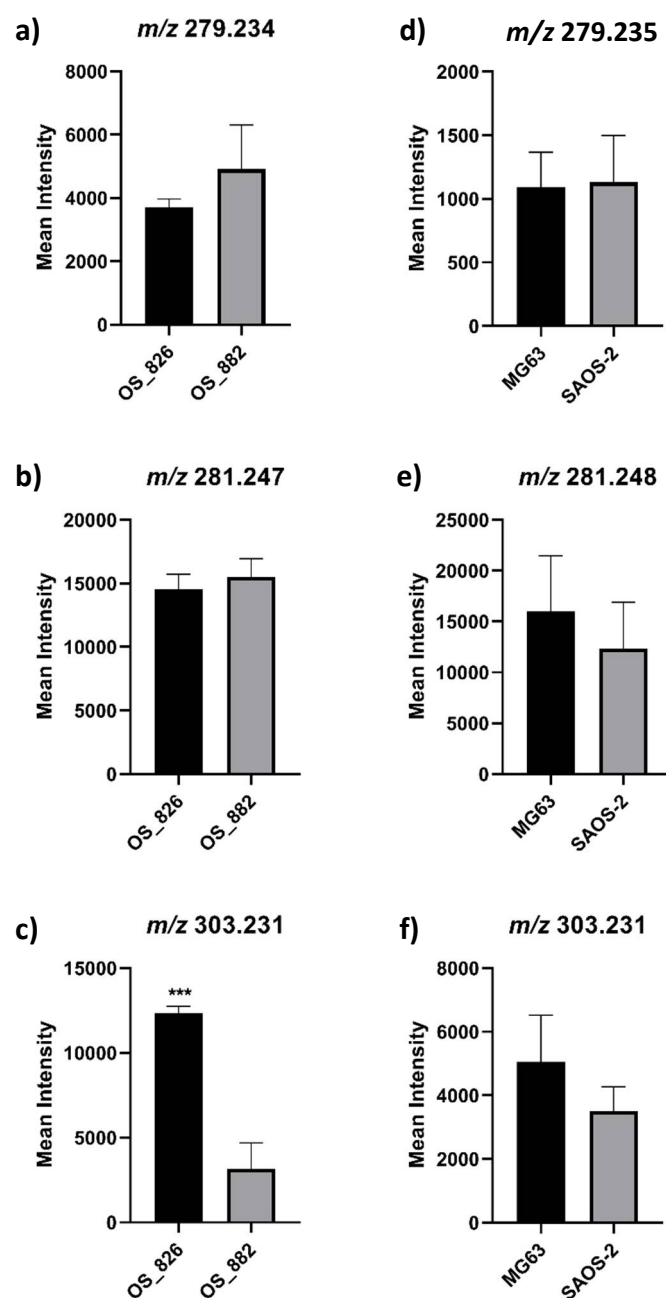 a)
m/z 279.234
Mean Intensity
8000
6000
4000
2000
0
OS_826
OS_882
d)
m/z 279.235
Mean Intensity
2000
1500
1000
500
0
MG63
SAOS-2
b)
m/z 281.247
Mean Intensity
20000
15000
10000
5000
0
OS_826
OS_882
e)
m/z 281.248
Mean Intensity
25000
20000
15000
10000
5000
0
MG63
SAOS-2
c)
m/z 303.231
Mean Intensity
15000
10000
5000
0
***
OS_826
OS_882
f)
m/z 303.231
Mean Intensity
8000
6000
4000
2000
0
MG63
SAOS-2